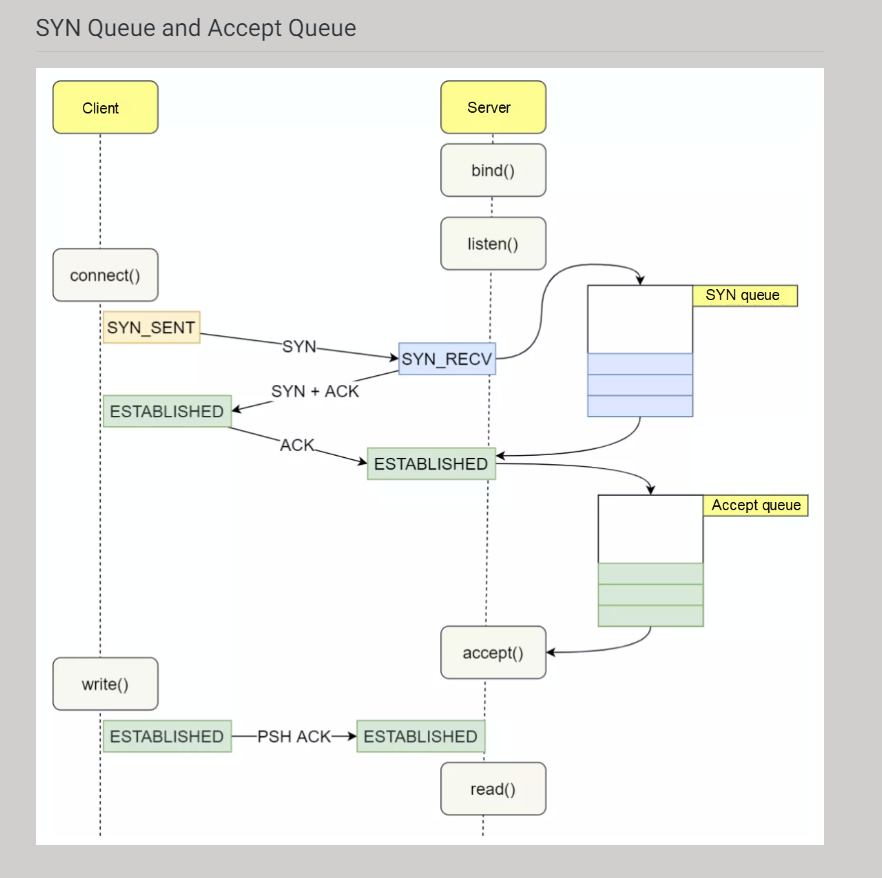 SYN Queue and Accept Queue
Client
Server
bind()
listen()
connect()
SYN queue
SYN_SENT
SYN
SYN_RECV
SYN + ACK
ESTABLISHED
ACK
ESTABLISHED
Accept queue
accept()
write()
ESTABLISHED
PSH ACK
ESTABLISHED
read()